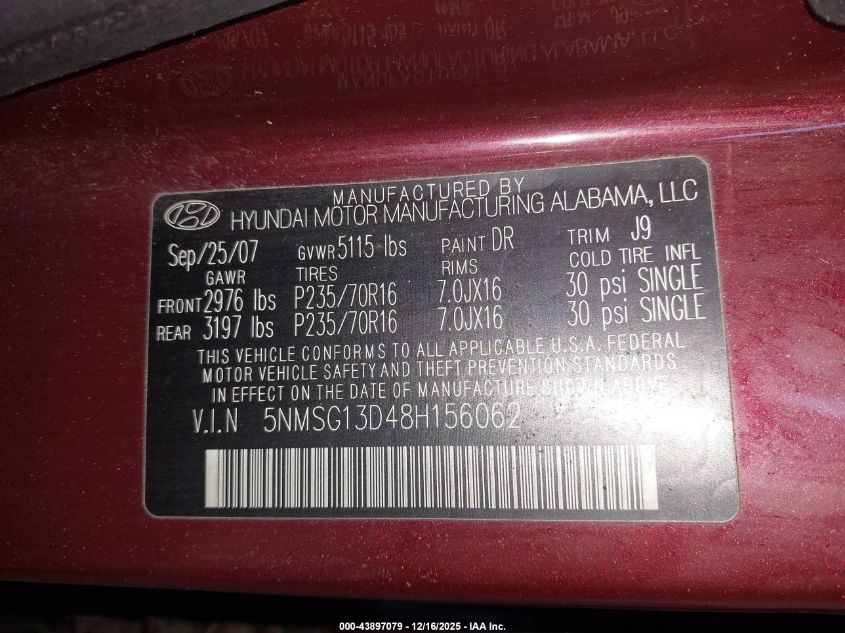 MANUFACTURED BY
HYUNDAI MOTOR MANUFACTURING ALABAMA, LLC
Sep/25/07 GVWR 5115 lbs PAINT DR TRIM J9
GAWR TIRES RIMS COLD TIRE INFL
FRONT 2976 lbs P235/70R16 7.0JX16 30 psi SINGLE
REAR 3197 lbs P235/70R16 7.0JX16 30 psi SINGLE
THIS VEHICLE CONFORMS TO ALL APPLICABLE U.S.A. FEDERAL
MOTOR VEHICLE SAFETY AND THEFT PREVENTION STANDARDS
IN EFFECT ON THE DATE OF MANUFACTURE SHOWN ABOVE.
V.I.N 5NMSG13D48H156062
000-43897079 - 12/16/2025 - IAA Inc.